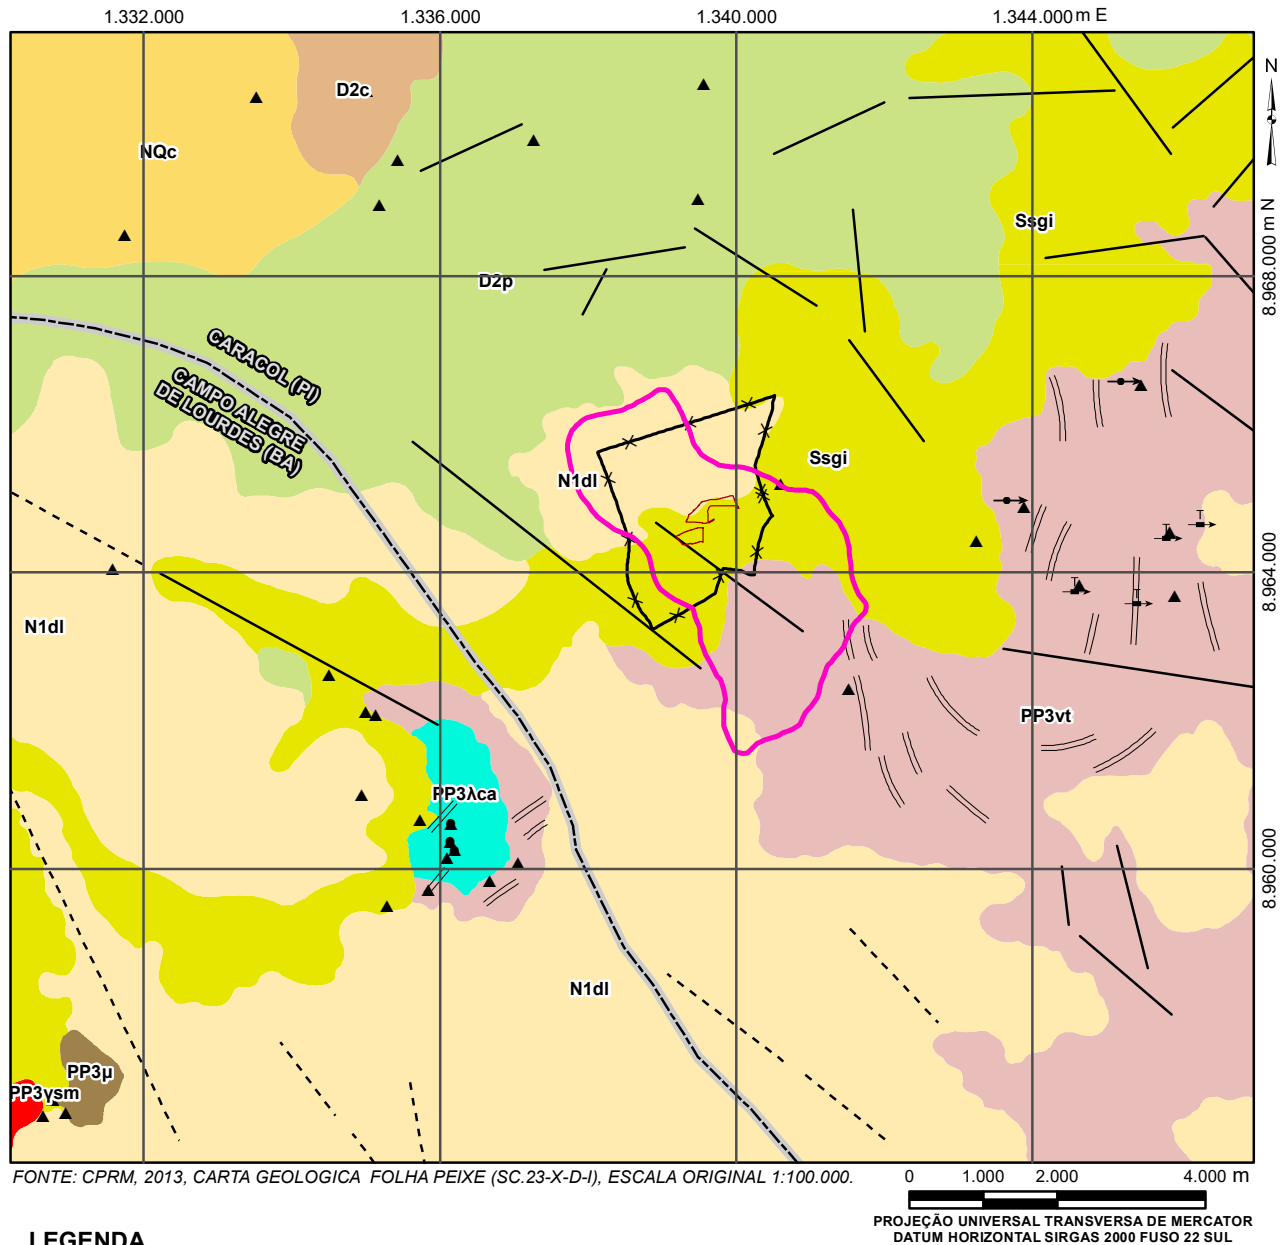 1.332.000
1.336.000
1.340.000
1.344.000 m E
N
D2c
NQc
Ssgi
8.968.000 m N
D2p
CARACOL (PI)
CAMPO ALEGRE
DE LOURDES (BA)
Ssgi
N1dl
T
T
8.964.000
T
T
N1dl
PP3vt
PP3λca
8.960.000
N1dl
PP3μ
PP3γsm
FONTE: CPRM, 2013, CARTA GEOLOGICA FOLHA PEIXE (SC.23-X-D-I), ESCALA ORIGINAL 1:100.000.
0 1.000 2.000 4.000 m
PROJEÇÃO UNIVERSAL TRANSVERSA DE MERCATOR
DATUM HORIZONTAL SIRGAS 2000 FUSO 22 SUL
LEGENDA